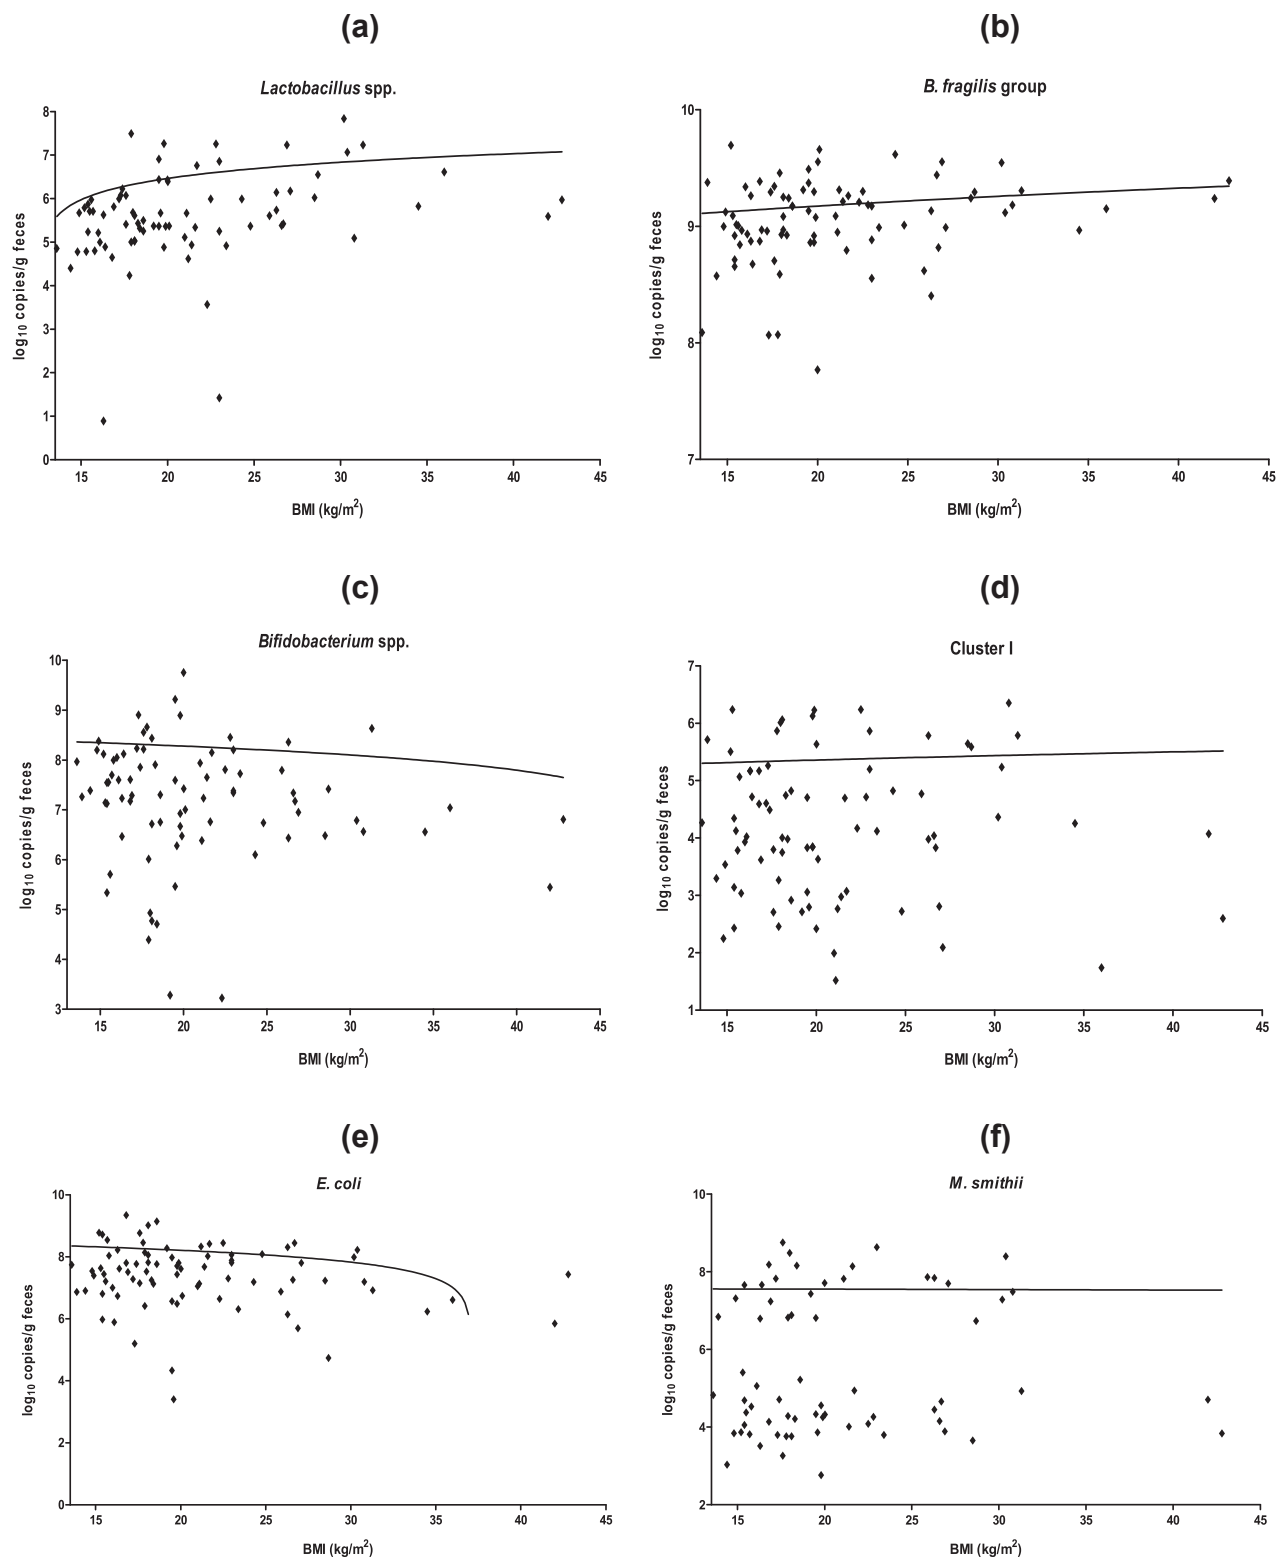 (a)
Lactobacillus spp.
8
7
6
5
4
3
2
1
0
log10 copies/g feces
15 20 25 30 35 40 45
BMI (kg/m2)
(b)
B. fragilis group
10
9
8
7
log10 copies/g feces
15 20 25 30 35 40 45
BMI (kg/m2)
(c)
Bifidobacterium spp.
10
9
8
7
6
5
4
3
log10 copies/g feces
15 20 25 30 35 40 45
BMI (kg/m2)
(d)
Cluster I
7
6
5
4
3
2
1
log10 copies/g feces
15 20 25 30 35 40 45
BMI (kg/m2)
(e)
E. coli
10
8
6
4
2
0
log10 copies/g feces
15 20 25 30 35 40 45
BMI (kg/m2)
(f)
M. smithii
10
8
6
4
2
log10 copies/g feces
15 20 25 30 35 40 45
BMI (kg/m2)